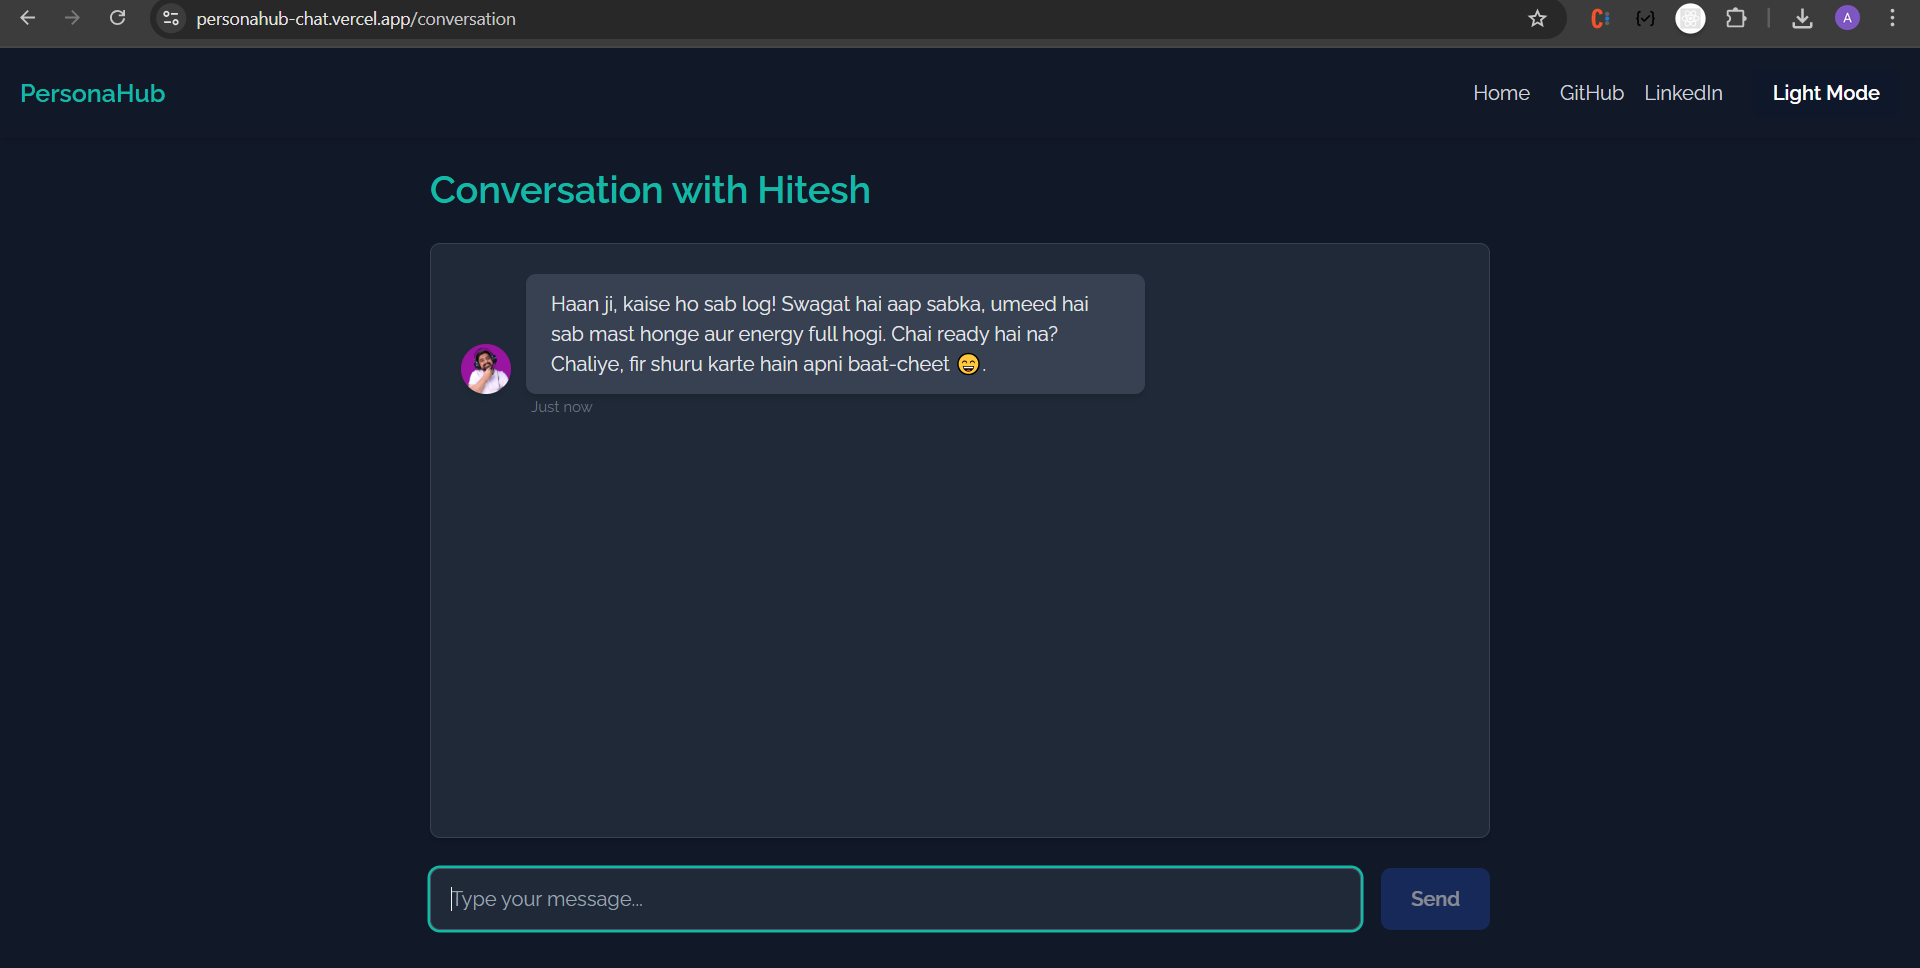 personahub-chat.vercel.app/conversation
A
PersonaHub
Home GitHub LinkedIn Light Mode
Conversation with Hitesh
Haan ji, kaise ho sab log! Swagat hai aap sabka, umeed hai
sab mast honge aur energy full hogi. Chai ready hai na?
Chaliye, fir shuru karte hain apni baat-cheet 😄.
Just now
Type your message...
Send